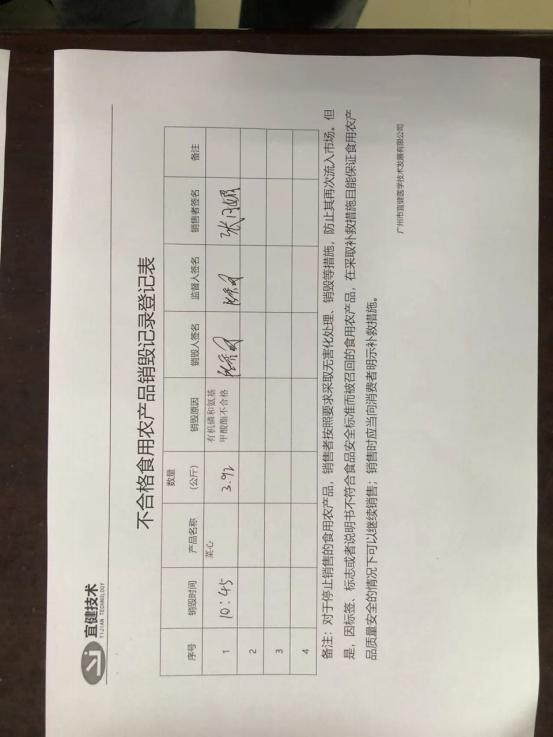 宜健技术
YIJIAN TECHNOLOGY
不合格食用农产品销毁记录登记表
序号 销毁时间 产品名称 数量（公斤） 销毁原因 销毁人签名 监督人签名 销售者签名 备注
1 10:45 菜心 3.92 有机磷和氨基甲酸酯不合格
2
3
4
备注：对于停止销售的食用农产品，销售者按照要求采取无害化处理、销毁等措施，防止其再次流入市场。但
是，因标签、标志或者说明书不符合食品安全标准而被召回的食用农产品，在采取补救措施且能保证食用农产
品质量安全的情况下可以继续销售；销售时应当向消费者明示补救措施。
广州市宜健医学技术发展有限公司